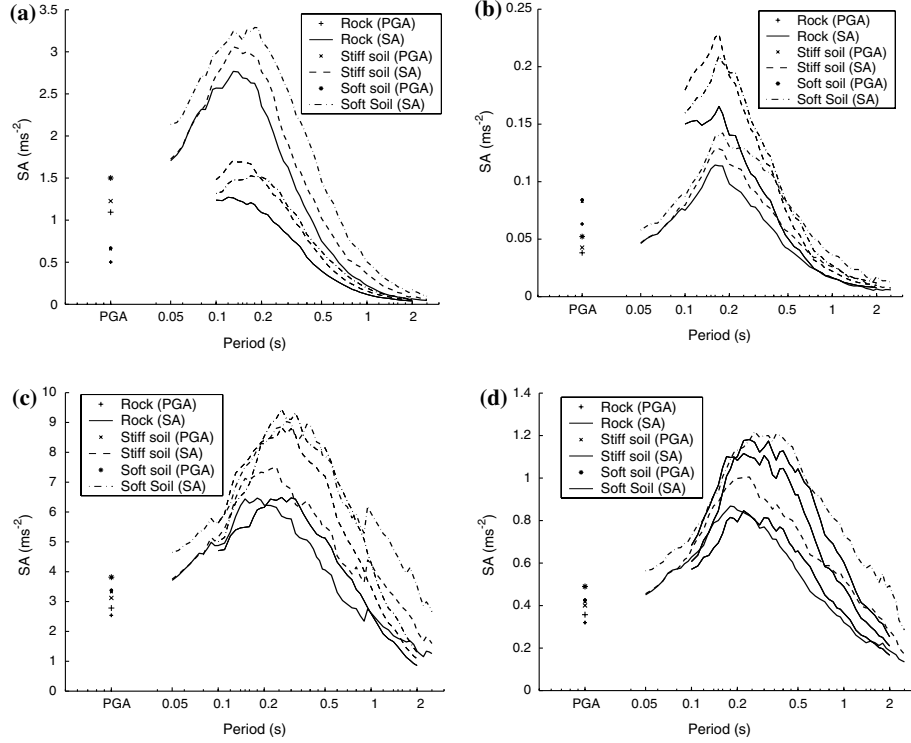 (a)
3.5
3
2.5
2
1.5
1
0.5
0
SA (ms-2)
Rock (PGA)
Rock (SA)
Stiff soil (PGA)
Stiff soil (SA)
Soft soil (PGA)
Soft Soil (SA)
PGA 0.05 0.1 0.2 0.5 1 2
Period (s)
(b)
0.25
0.2
0.15
0.1
0.05
0
SA (ms-2)
Rock (PGA)
Rock (SA)
Stiff soil (PGA)
Stiff soil (SA)
Soft soil (PGA)
Soft Soil (SA)
PGA 0.05 0.1 0.2 0.5 1 2
Period (s)
(c)
10
9
8
7
6
5
4
3
2
1
0
SA (ms-2)
Rock (PGA)
Rock (SA)
Stiff soil (PGA)
Stiff soil (SA)
Soft soil (PGA)
Soft Soil (SA)
PGA 0.05 0.1 0.2 0.5 1 2
Period (s)
(d)
1.4
1.2
1
0.8
0.6
0.4
0.2
0
SA (ms-2)
Rock (PGA)
Rock (SA)
Stiff soil (PGA)
Stiff soil (SA)
Soft soil (PGA)
Soft Soil (SA)
PGA 0.05 0.1 0.2 0.5 1 2
Period (s)